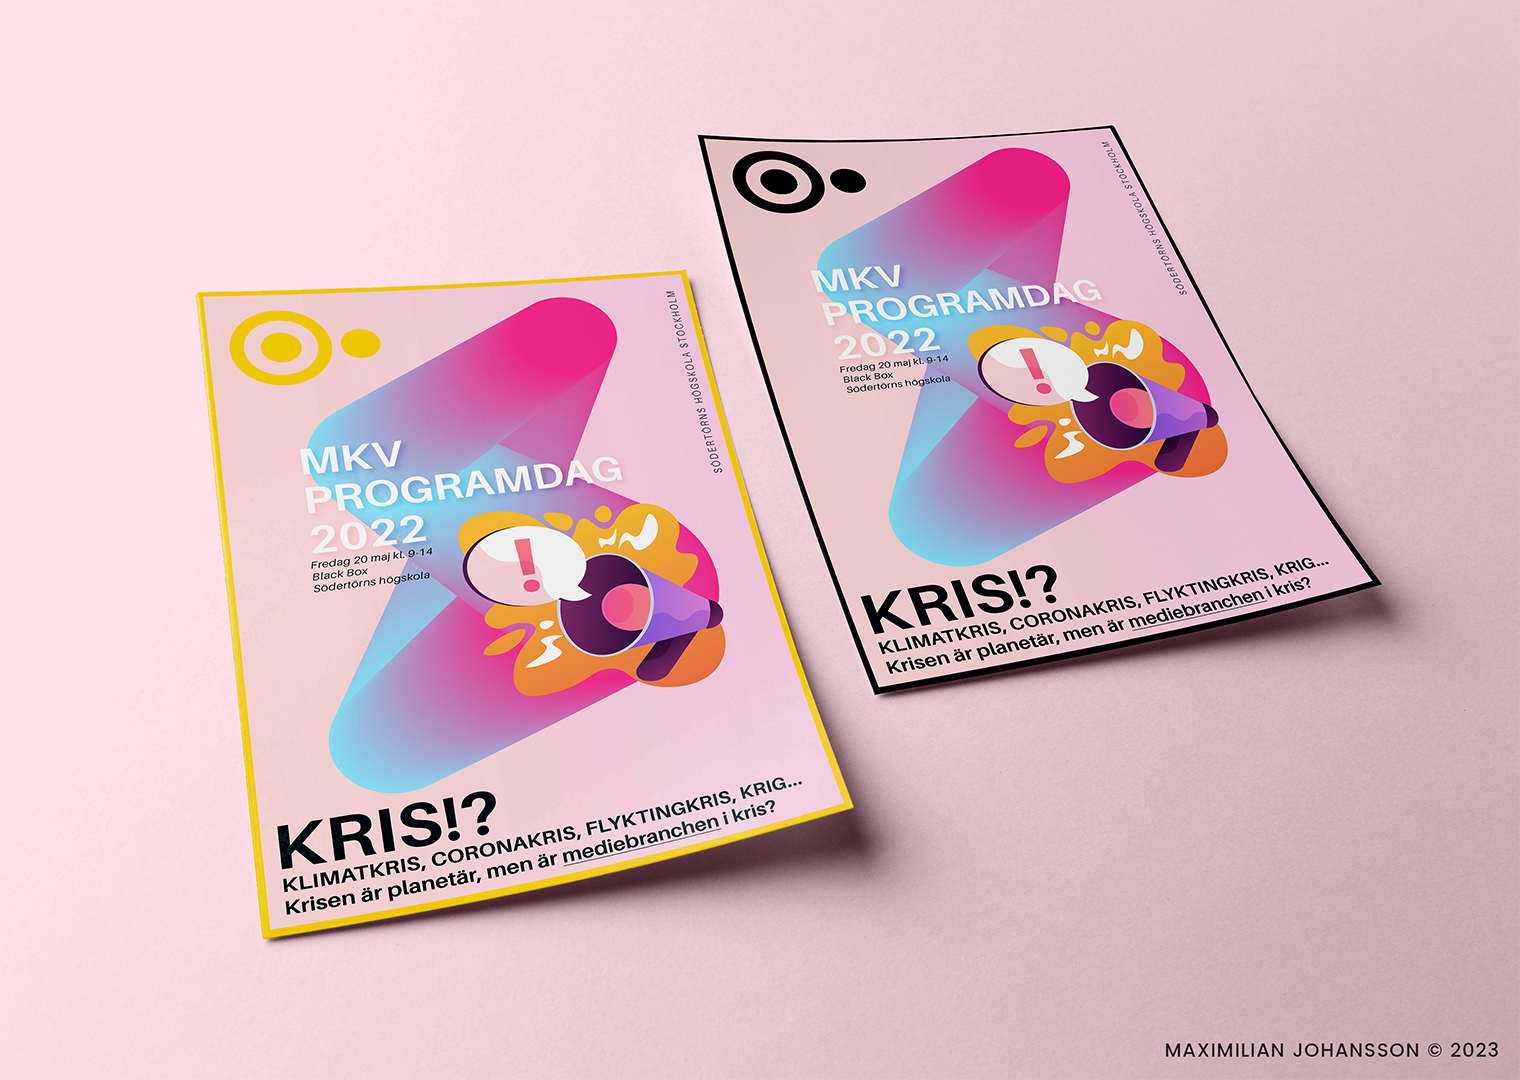 MKV
PROGRAMDAG
2022
Fredag 20 maj kl. 9-14
Black Box
Södertörns högskola
SÖDERTÖRNS HÖGSKOLA STOCKHOLM
!
KRIS!?
KLIMATKRIS, CORONAKRIS, FLYKTINGKRIS, KRIG...
Krisen är planetär, men är mediebranchen i kris?
MKV
PROGRAMDAG
2022
Fredag 20 maj kl. 9-14
Black Box
Södertörns högskola
SÖDERTÖRNS HÖGSKOLA STOCKHOLM
!
KRIS!?
KLIMATKRIS, CORONAKRIS, FLYKTINGKRIS, KRIG...
Krisen är planetär, men är mediebranchen i kris?
MAXIMILIAN JOHANSSON © 2023